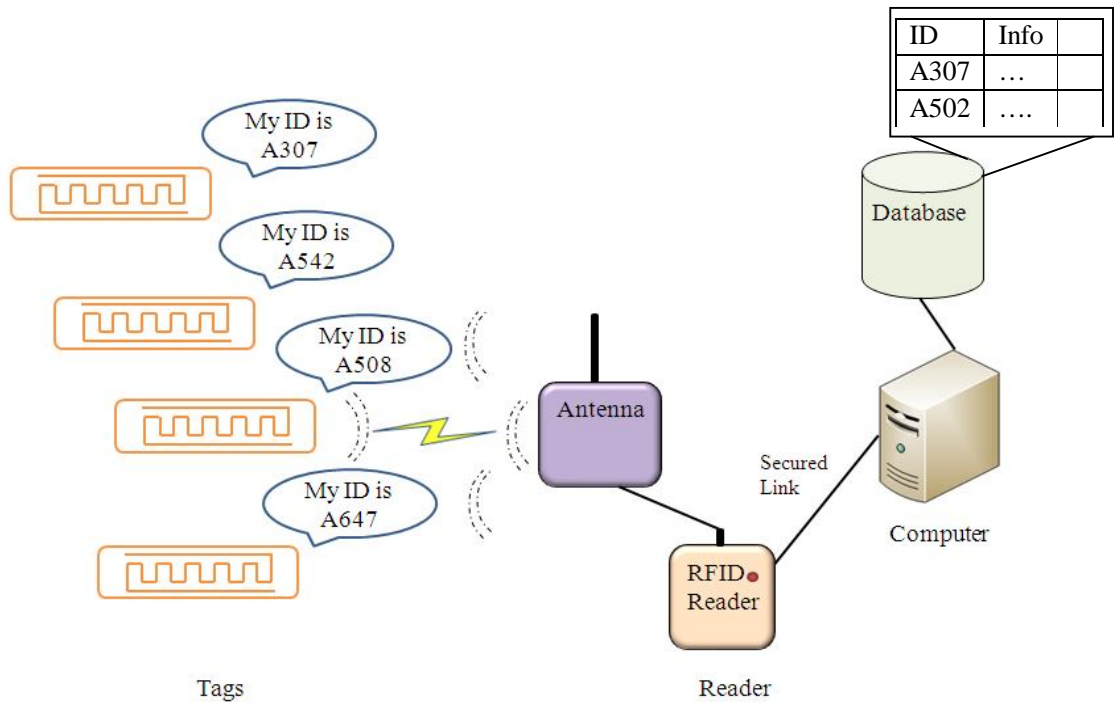 ID Info
A307 …
A502 ….
My ID is
A307
Database
My ID is
A542
My ID is
A508
Antenna
Secured
Link
My ID is
A647
Computer
RFID
Reader
Tags
Reader